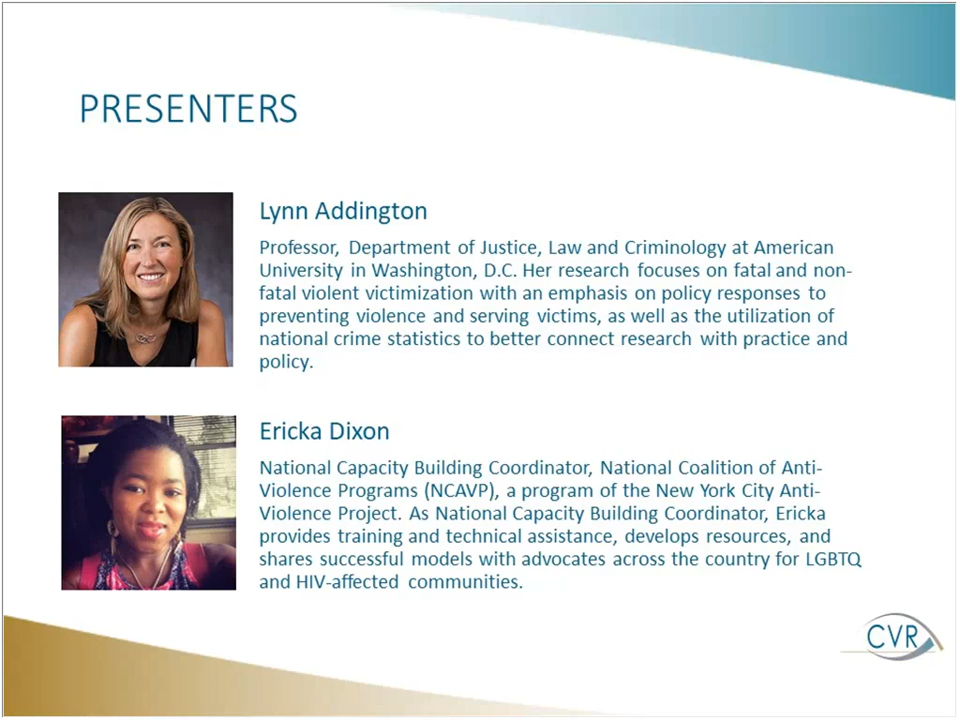 PRESENTERS
Lynn Addington
Professor, Department of Justice, Law and Criminology at American
University in Washington, D.C. Her research focuses on fatal and non-
fatal violent victimization with an emphasis on policy responses to
preventing violence and serving victims, as well as the utilization of
national crime statistics to better connect research with practice and
policy.
Ericka Dixon
National Capacity Building Coordinator, National Coalition of Anti-
Violence Programs (NCAVP), a program of the New York City Anti-
Violence Project. As National Capacity Building Coordinator, Ericka
provides training and technical assistance, develops resources, and
shares successful models with advocates across the country for LGBTQ
and HIV-affected communities.
CVR